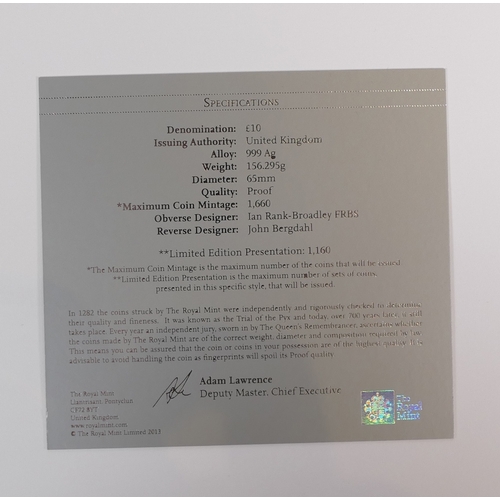 SPECIFICATIONS
Denomination: £10
Issuing Authority: United Kingdom
Alloy: 999 Ag
Weight: 156.295g
Diameter: 65mm
Quality: Proof
*Maximum Coin Mintage: 1,660
Obverse Designer: Ian Rank-Broadley FRBS
Reverse Designer: John Bergdahl
**Limited Edition Presentation: 1,160
*The Maximum Coin Mintage is the maximum number of the coins that will be issued
**Limited Edition Presentation is the maximum number of sets of coins,
presented in this specific style, that will be issued.
In 1282 the coins struck by The Royal Mint were independently and rigorously checked to determine
their quality and fineness. It was known as the Trial of the Pyx and today, over 700 years later, it still
takes place. Every year an independent jury, sworn in by The Queen's Remembrancer, ascertains whether
the coins made by The Royal Mint are of the correct weight, diameter and composition required by law.
This means you can be assured that the coin or coins in your possession are of the highest quality. It is
advisable to avoid handling the coin as fingerprints will spoil its Proof quality.
Adam Lawrence
Deputy Master, Chief Executive
The Royal Mint
Llantrisant, Pontyclun
CF72 8YT
United Kingdom
www.royalmint.com
© The Royal Mint Limited 2013
The
Royal
Mint